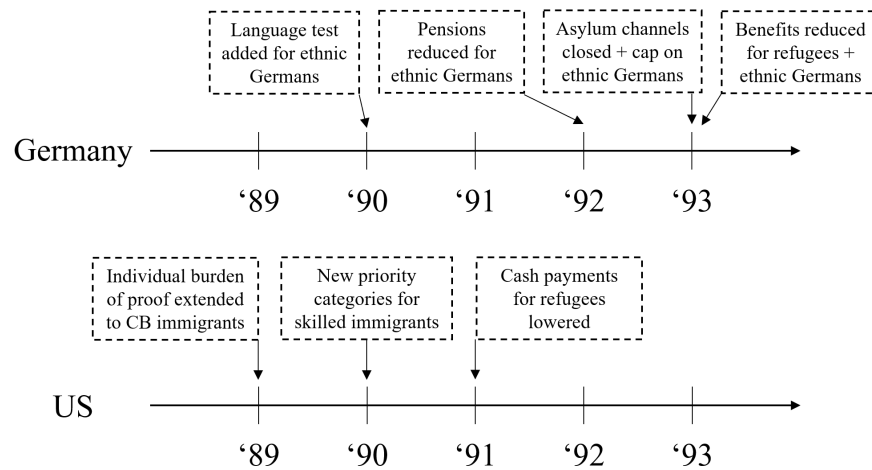 Language test
added for ethnic
Germans
Pensions
reduced for
ethnic Germans
Asylum channels
closed + cap on
ethnic Germans
Benefits reduced
for refugees +
ethnic Germans
Germany
‘89
‘90
‘91
‘92
‘93
Individual burden
of proof extended
to CB immigrants
New priority
categories for
skilled immigrants
Cash payments
for refugees
lowered
US
‘89
‘90
‘91
‘92
‘93